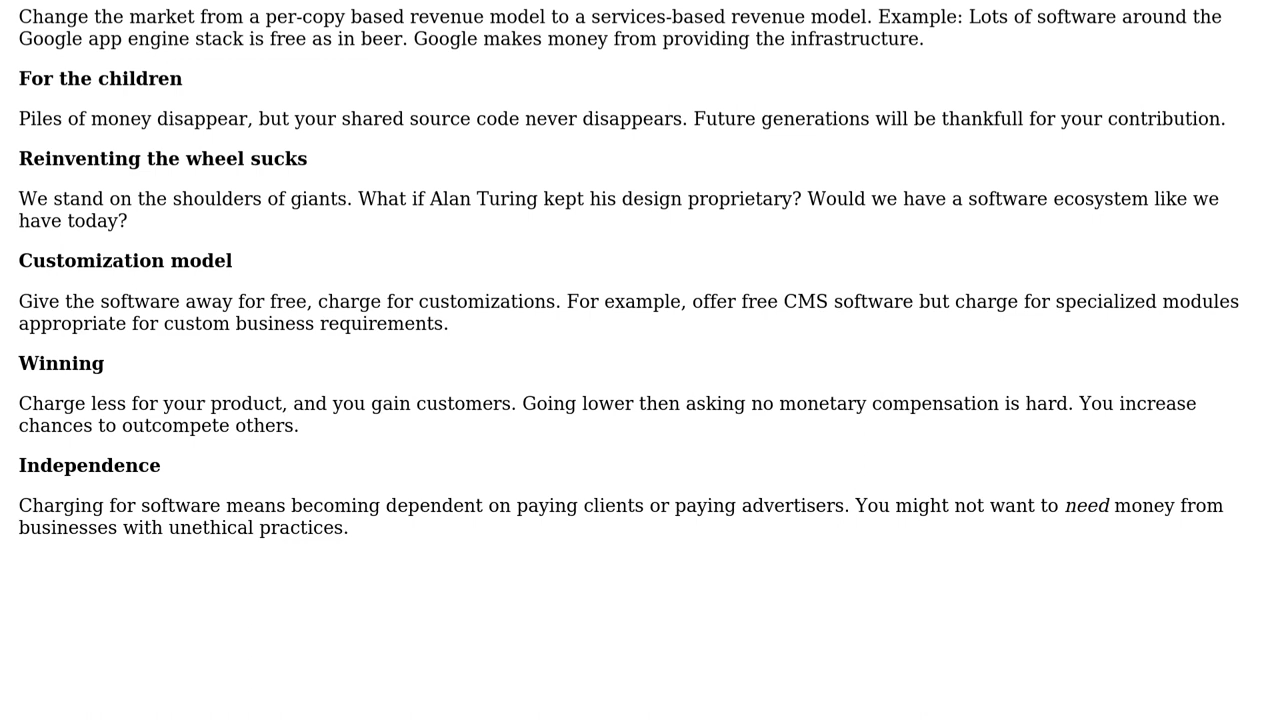 Change the market from a per-copy based revenue model to a services-based revenue model. Example: Lots of software around the
Google app engine stack is free as in beer. Google makes money from providing the infrastructure.
For the children
Piles of money disappear, but your shared source code never disappears. Future generations will be thankfull for your contribution.
Reinventing the wheel sucks
We stand on the shoulders of giants. What if Alan Turing kept his design proprietary? Would we have a software ecosystem like we
have today?
Customization model
Give the software away for free, charge for customizations. For example, offer free CMS software but charge for specialized modules
appropriate for custom business requirements.
Winning
Charge less for your product, and you gain customers. Going lower then asking no monetary compensation is hard. You increase
chances to outcompete others.
Independence
Charging for software means becoming dependent on paying clients or paying advertisers. You might not want to need money from
businesses with unethical practices.